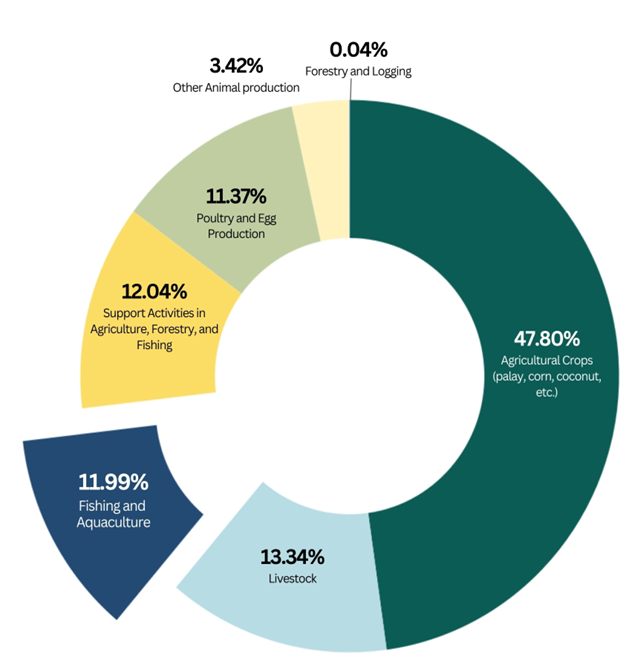 0.04%
Forestry and Logging
3.42%
Other Animal production
11.37%
Poultry and Egg
Production
12.04%
Support Activities in
Agriculture, Forestry, and
Fishing
47.80%
Agricultural Crops
(palay, corn, coconut,
etc.)
11.99%
Fishing and
Aquaculture
13.34%
Livestock